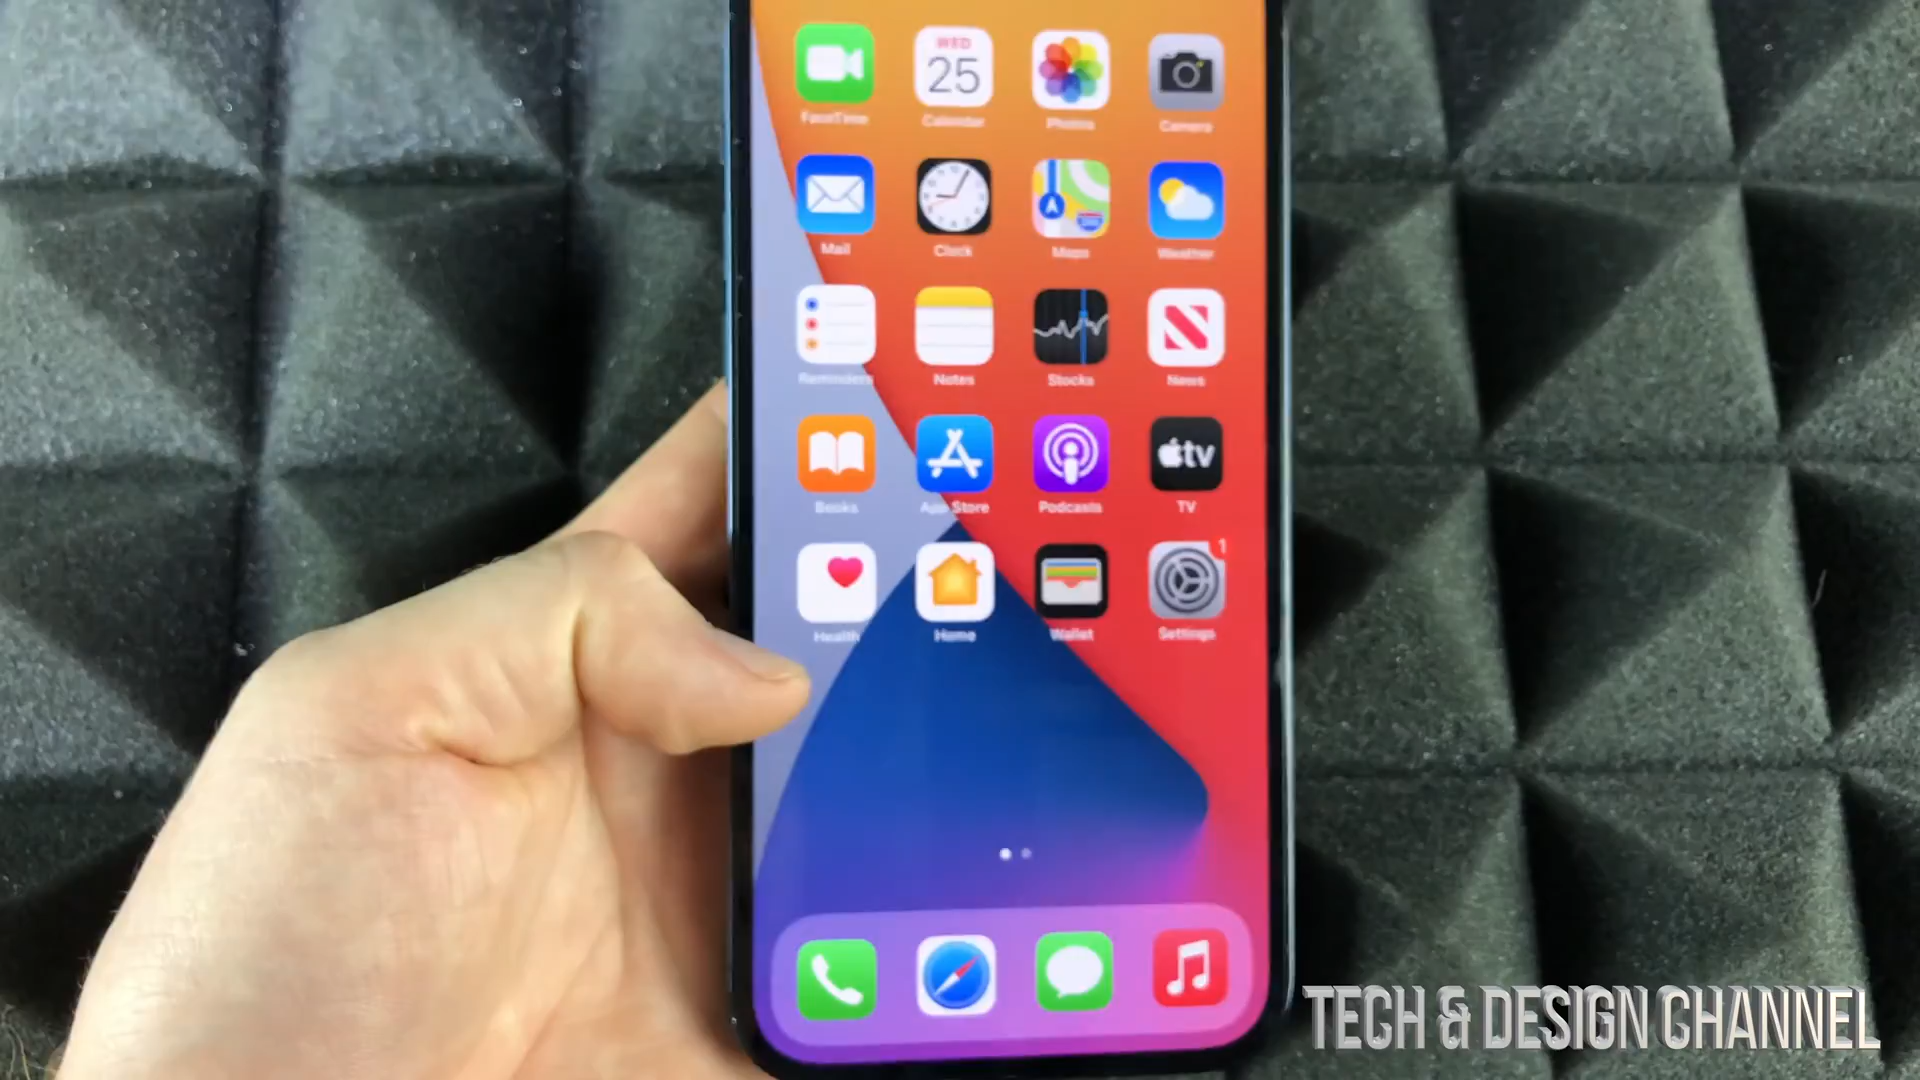 WED
25
FaceTime
Calendar
Photos
Camera
Mail
Clock
Maps
Weather
Reminders
Notes
Stocks
News
Books
App Store
Podcasts
tv
TV
1
Health
Home
Wallet
Settings
TECH & DESIGN CHANNEL